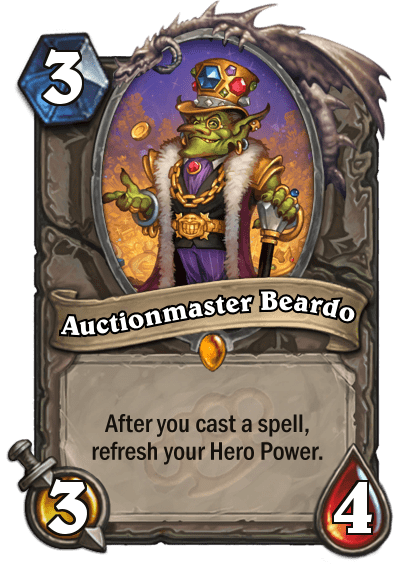 3
Auctionmaster Beardo
After you cast a spell,
refresh your Hero Power.
3
4